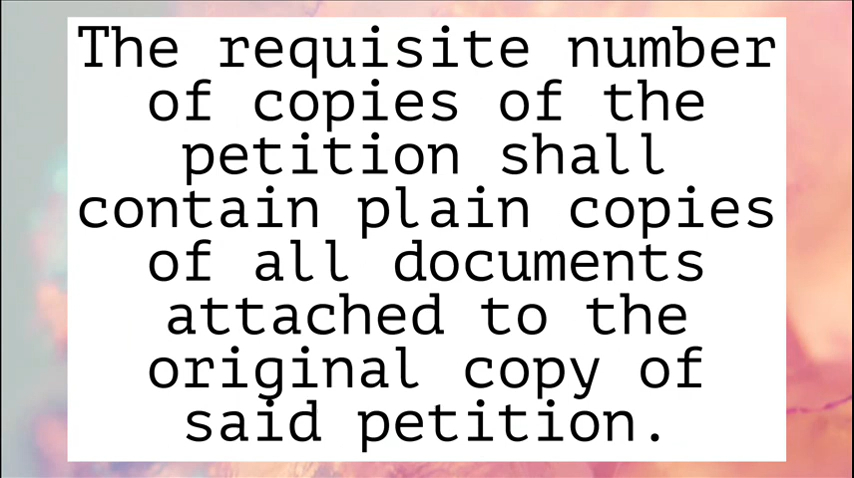 The requisite number
of copies of the
petition shall
contain plain copies
of all documents
attached to the
original copy of
said petition.